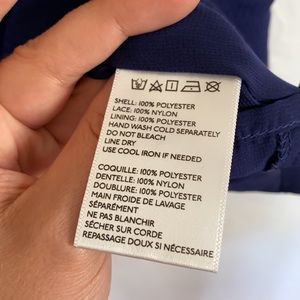 SHELL: 100% POLYESTER
LACE: 100% NYLON
LINING: 100% POLYESTER
HAND WASH COLD SEPARATELY
DO NOT BLEACH
LINE DRY
USE COOL IRON IF NEEDED
COQUILLE: 100% POLYESTER
DENTELLE: 100% NYLON
DOUBLURE: 100% POLYESTER
MAIN FROIDE DE LAVAGE
SÉPARÉMENT
NE PAS BLANCHIR
SÉCHER SUR CORDE
REPASSAGE DOUX SI NÉCESSAIRE